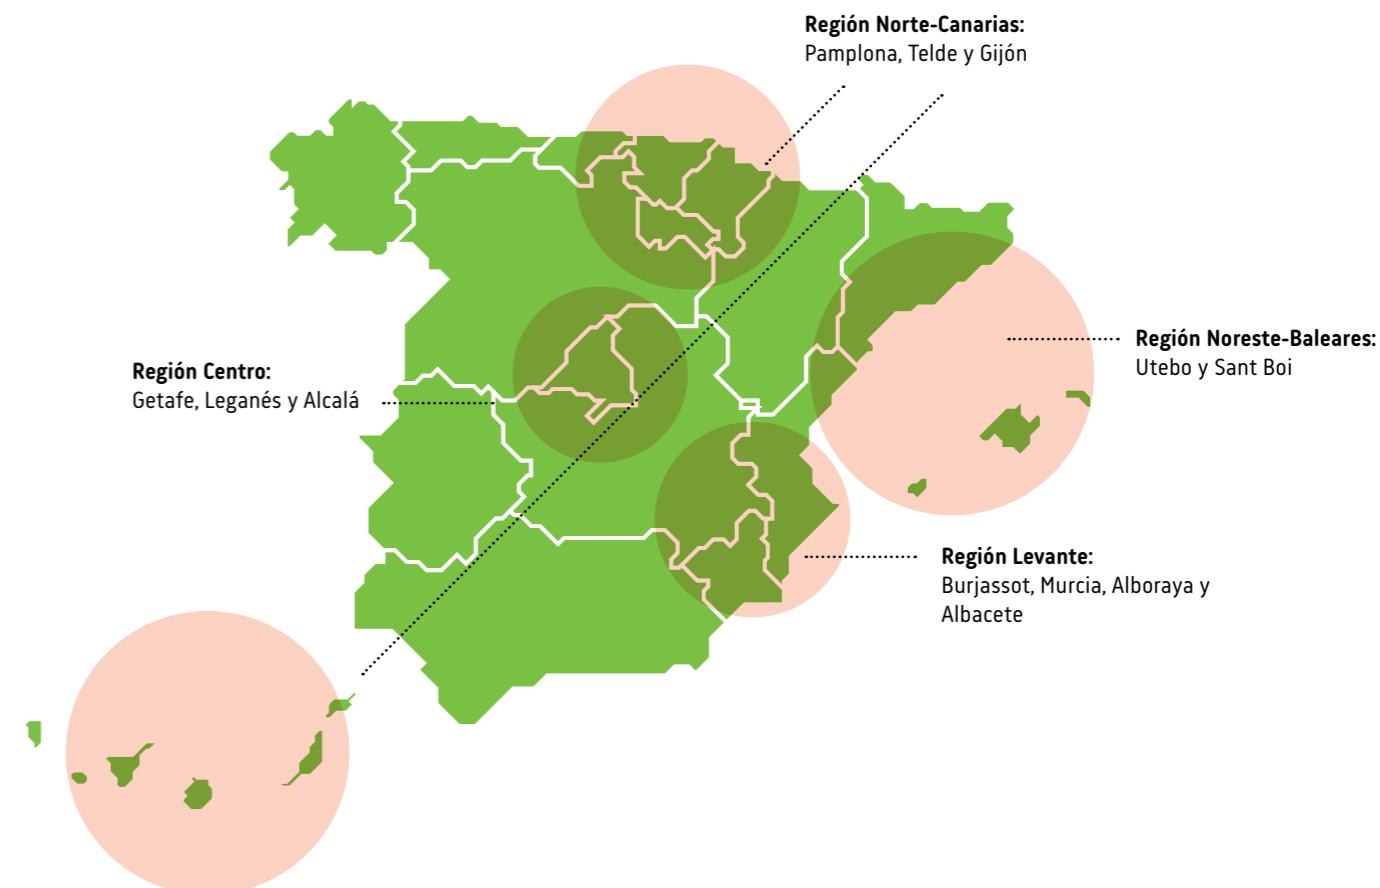 Región Norte-Canarias:
Pamplona, Telde y Gijón
Región Noreste-Baleares:
Utebo y Sant Boi
Región Centro:
Getafe, Leganés y Alcalá
Región Levante:
Burjassot, Murcia, Alboraya y
Albacete